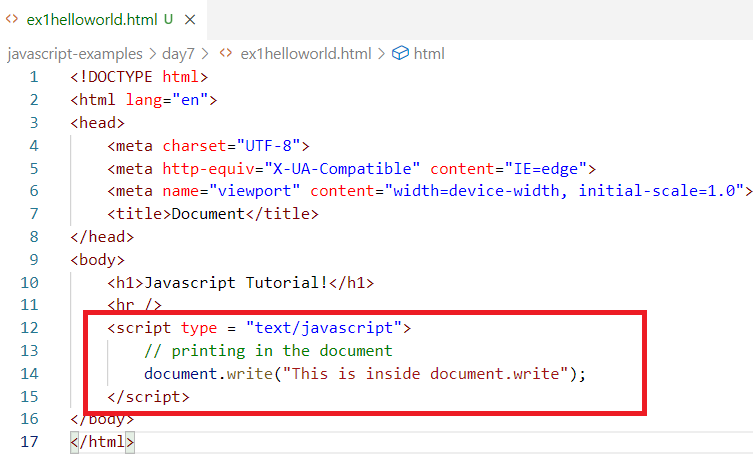 <> ex1helloworld.html U ×
javascript-examples > day7 > <> ex1helloworld.html > html
1 <!DOCTYPE html>
2 <html lang="en">
3 <head>
4 <meta charset="UTF-8">
5 <meta http-equiv="X-UA-Compatible" content="IE=edge">
6 <meta name="viewport" content="width=device-width, initial-scale=1.0">
7 <title>Document</title>
8 </head>
9 <body>
10 <h1>Javascript Tutorial!</h1>
11 <hr />
12 <script type = "text/javascript">
13 // printing in the document
14 document.write("This is inside document.write");
15 </script>
16 </body>
17 </html>